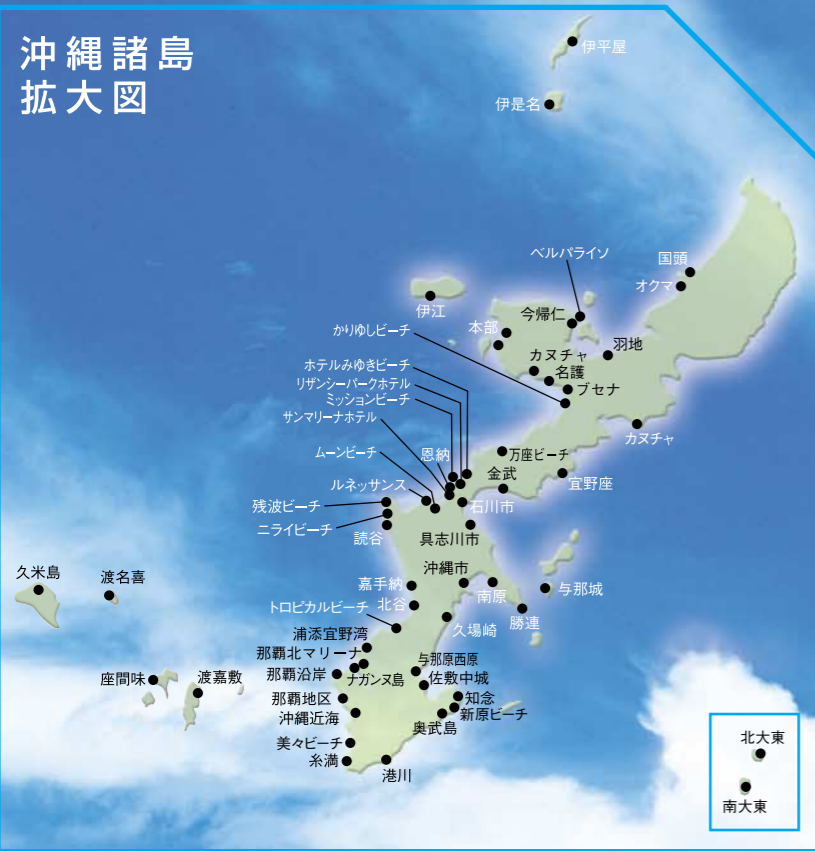 沖縄諸島
拡大図
伊平屋
伊是名
ベルパライソ
国頭
オクマ
伊江
今帰仁
本部
かりゆしビーチ
羽地
カヌチャ
ホテルみゆきビーチ
名護
リザンシーパークホテル
ブセナ
ミッションビーチ
サンマリーナホテル
カヌチャ
恩納
万座ビーチ
ムーンビーチ
金武
宜野座
ルネッサンス
残波ビーチ
石川市
ニライビーチ
読谷
具志川市
久米島
渡名喜
沖縄市
嘉手納
南原
与那城
トロピカルビーチ
北谷
勝連
久場崎
浦添宜野湾
那覇北マリーナ
与那原西原
那覇沿岸
ナガンヌ島
座間味
渡嘉敷
佐敷中城
那覇地区
知念
沖縄近海
新原ビーチ
奥武島
美々ビーチ
糸満
港川
北大東
南大東